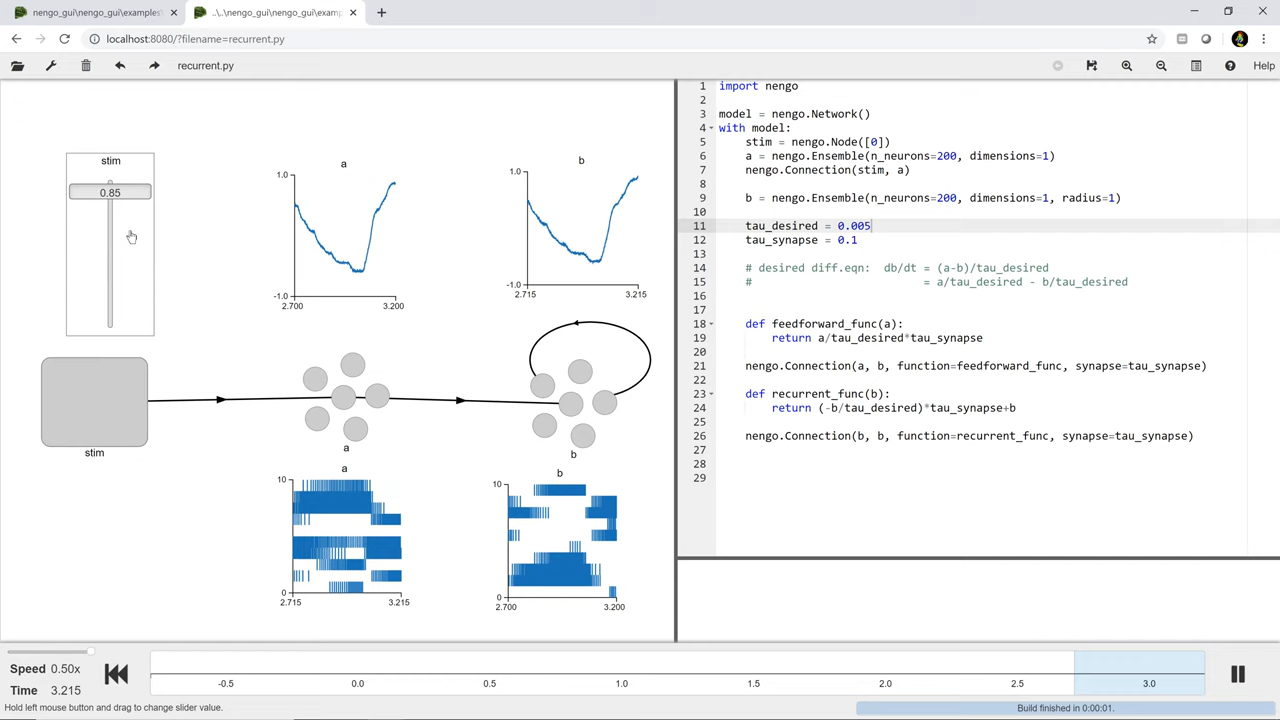 nengo_gui\nengo_gui\examples\
..\..\nengo_gui\nengo_gui\examp
localhost:8080/?filename=recurrent.py
recurrent.py
Help
stim
0.85
a
1.0
-1.0
2.700
3.200
b
1.0
-1.0
2.715
3.215
stim
a
b
a
10
0
2.715
3.215
b
10
0
2.700
3.200
1 import nengo
2
3 model = nengo.Network()
4 with model:
5 stim = nengo.Node([0])
6 a = nengo.Ensemble(n_neurons=200, dimensions=1)
7 nengo.Connection(stim, a)
8
9 b = nengo.Ensemble(n_neurons=200, dimensions=1, radius=1)
10
11 tau_desired = 0.005
12 tau_synapse = 0.1
13
14 # desired diff.eqn: db/dt = (a-b)/tau_desired
15 # = a/tau_desired - b/tau_desired
16
17
18 def feedforward_func(a):
19 return a/tau_desired*tau_synapse
20
21 nengo.Connection(a, b, function=feedforward_func, synapse=tau_synapse)
22
23 def recurrent_func(b):
24 return (-b/tau_desired)*tau_synapse+b
25
26 nengo.Connection(b, b, function=recurrent_func, synapse=tau_synapse)
27
28
29
Speed 0.50x
Time 3.215
-0.5 0.0 0.5 1.0 1.5 2.0 2.5 3.0
Hold left mouse button and drag to change slider value.
Build finished in 0:00:01.